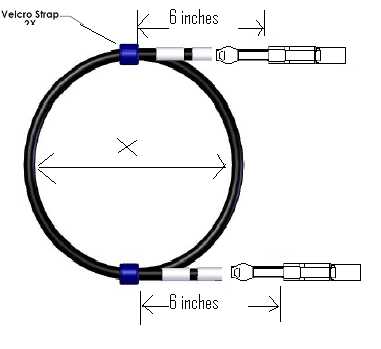 Velcro Strap
2X
6 inches
X
6 inches